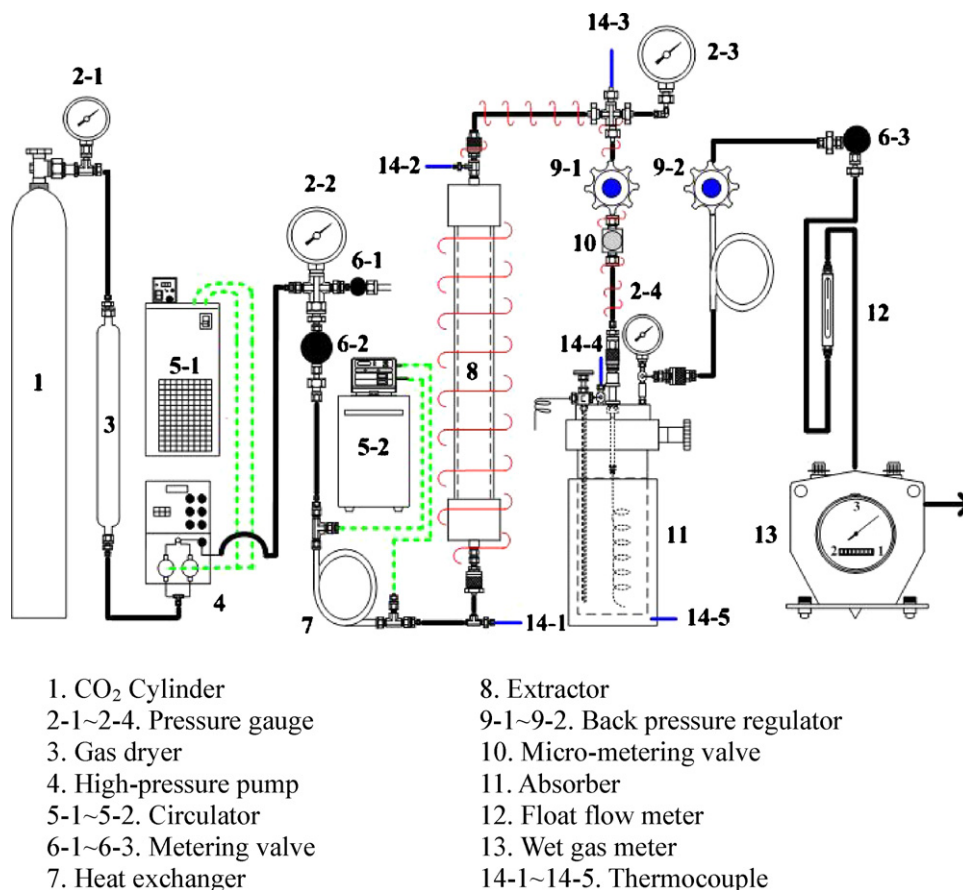 14-3
2-1
2-3
6-3
14-2
9-1
9-2
2-2
10
6-1
2-4
12
6-2
14-4
1
5-1
8
3
5-2
11
13
3
2
1
4
7
14-1
14-5
1. CO₂ Cylinder
2-1~2-4. Pressure gauge
3. Gas dryer
4. High-pressure pump
5-1~5-2. Circulator
6-1~6-3. Metering valve
7. Heat exchanger
8. Extractor
9-1~9-2. Back pressure regulator
10. Micro-metering valve
11. Absorber
12. Float flow meter
13. Wet gas meter
14-1~14-5. Thermocouple